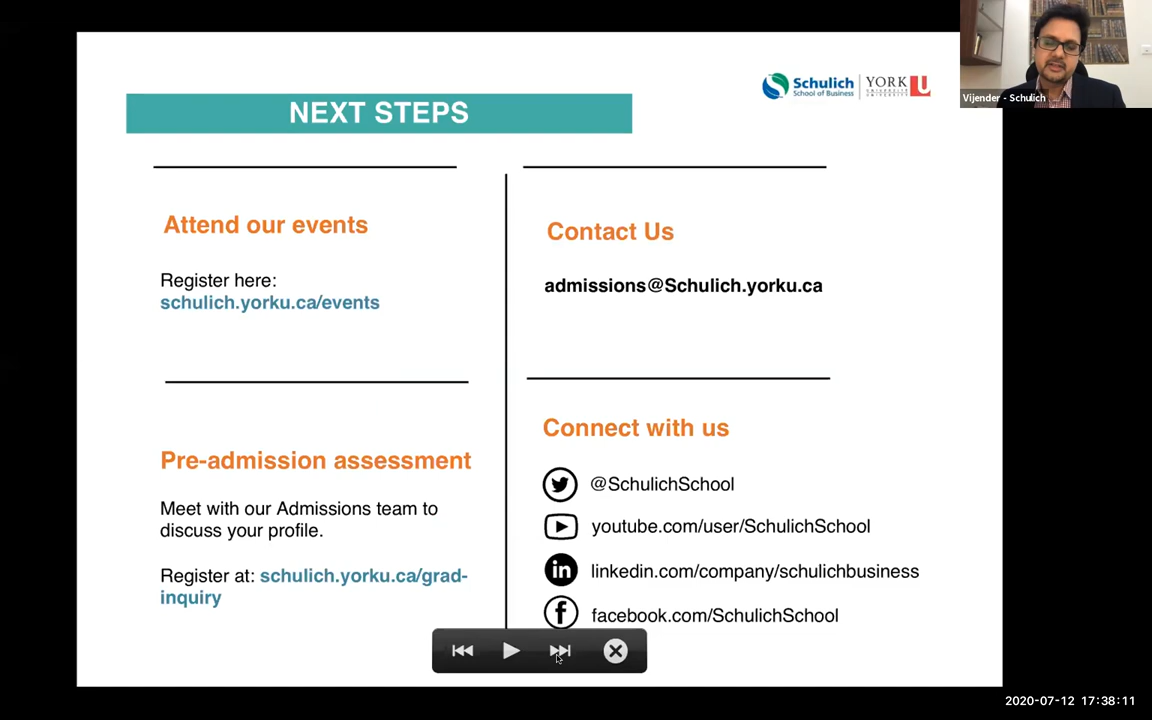 NEXT STEPS
Schulich
School of Business
YORK
UNIVERSITÉ
UNIVERSITY
U
Vijender - Schulich
Attend our events
Register here:
schulich.yorku.ca/events
Pre-admission assessment
Meet with our Admissions team to
discuss your profile.
Register at: schulich.yorku.ca/grad-
inquiry
Contact Us
admissions@Schulich.yorku.ca
Connect with us
@SchulichSchool
youtube.com/user/SchulichSchool
in
linkedin.com/company/schulichbusiness
f
facebook.com/SchulichSchool
2020-07-12 17:38:11